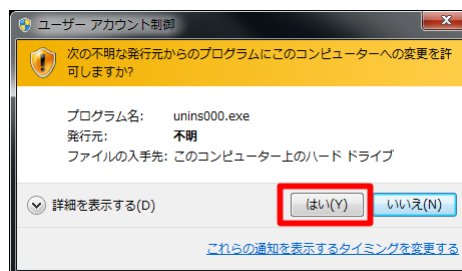 ユーザー アカウント制御
次の不明な発行元からのプログラムにこのコンピューターへの変更を許
可しますか?
プログラム名: unins000.exe
発行元: 不明
ファイルの入手先: このコンピューター上のハード ドライブ
詳細を表示する(D) はい(Y) いいえ(N)
これらの通知を表示するタイミングを変更する